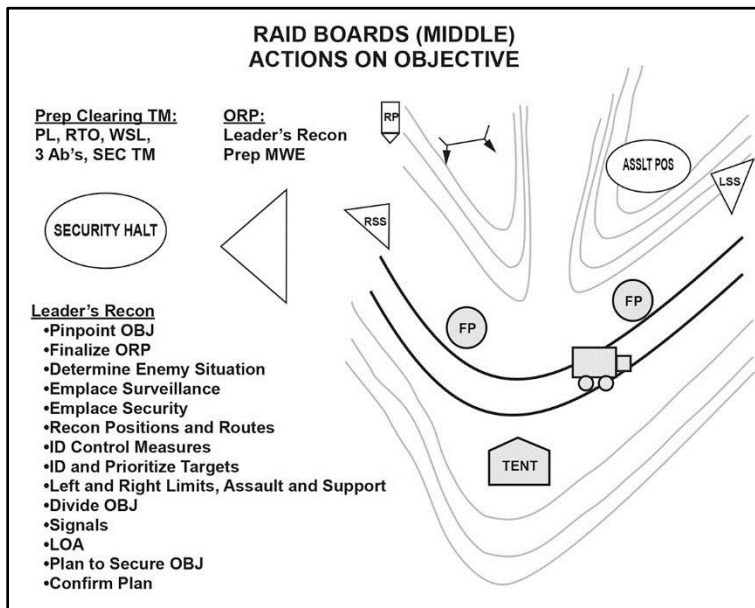 RAID BOARDS (MIDDLE)
ACTIONS ON OBJECTIVE
Prep Clearing TM:
PL, RTO, WSL,
3 Ab's, SEC TM
ORP:
Leader's Recon
Prep MWE
RP
ASSLT POS
LSS
SECURITY HALT
RSS
FP
FP
TENT
Leader's Recon
•Pinpoint OBJ
•Finalize ORP
•Determine Enemy Situation
•Emplace Surveillance
•Emplace Security
•Recon Positions and Routes
•ID Control Measures
•ID and Prioritize Targets
•Left and Right Limits, Assault and Support
•Divide OBJ
•Signals
•LOA
•Plan to Secure OBJ
•Confirm Plan